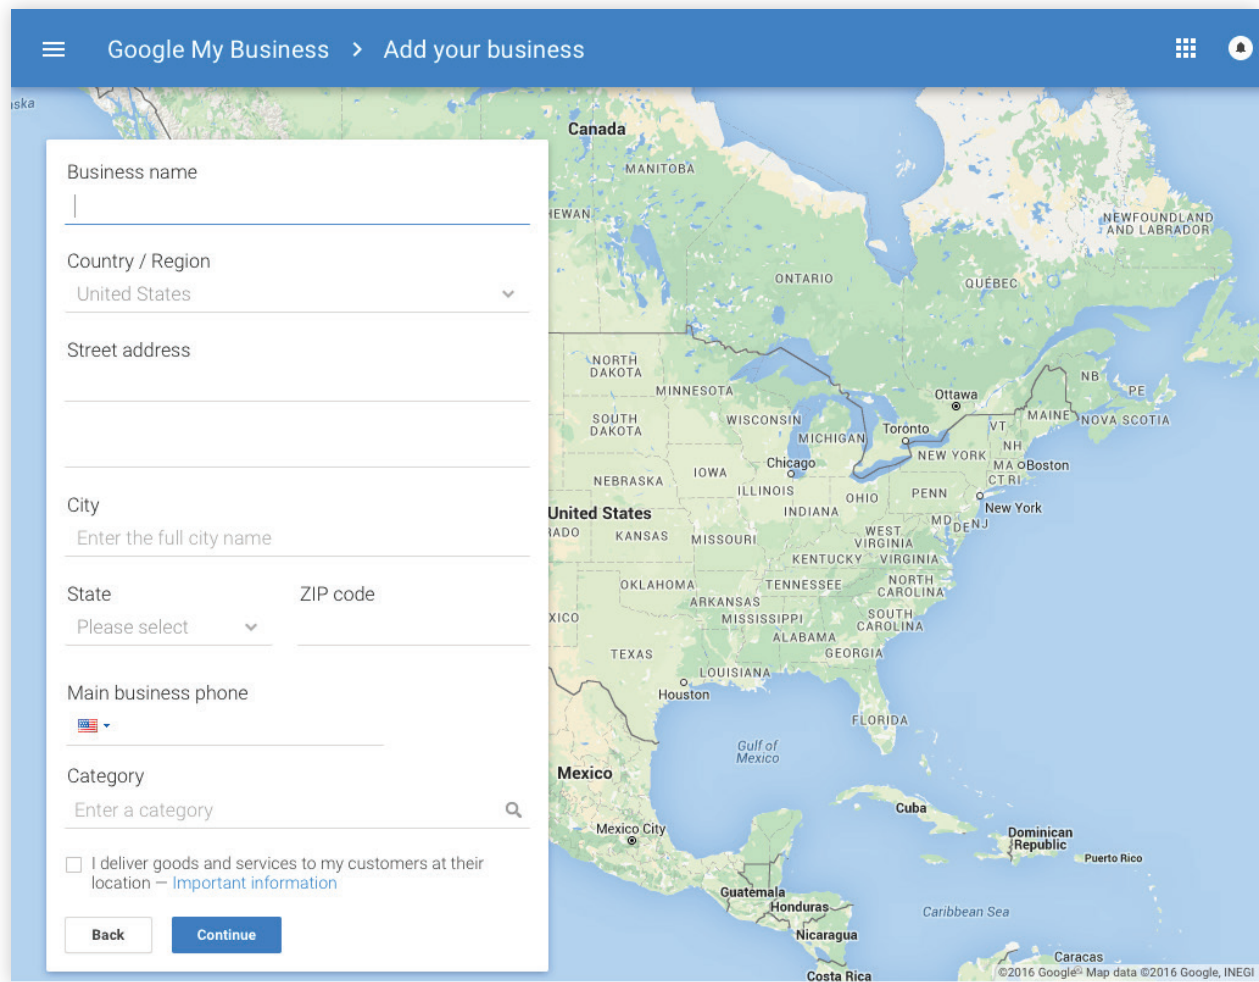 Google My Business > Add your business
Business name
Country / Region
United States
Street address
City
Enter the full city name
State
ZIP code
Please select
Main business phone
Category
Enter a category
I deliver goods and services to my customers at their
location — Important information
Back
Continue
ska
Canada
MANITOBA
HEWAN
NEWFOUNDLAND
AND LABRADOR
ONTARIO
QUÉBEC
NORTH
DAKOTA
MINNESOTA
NB
PE
Ottawa
SOUTH
DAKOTA
WISCONSIN
MICHIGAN
Toronto
VT
MAINE
NOVA SCOTIA
NH
NEW YORK
MA
Boston
Chicago
IOWA
NEBRASKA
CT RI
ILLINOIS
OHIO
PENN
New York
United States
INDIANA
MD
DE
NJ
RADO
KANSAS
MISSOURI
WEST
VIRGINIA
KENTUCKY
VIRGINIA
OKLAHOMA
TENNESSEE
NORTH
CAROLINA
ARKANSAS
XICO
MISSISSIPPI
SOUTH
CAROLINA
ALABAMA
TEXAS
GEORGIA
LOUISIANA
Houston
FLORIDA
Gulf of
Mexico
Mexico
Cuba
Mexico City
Dominican
Republic
Puerto Rico
Guatemala
Honduras
Caribbean Sea
Nicaragua
Caracas
Costa Rica
©2016 Google Map data ©2016 Google, INEGI